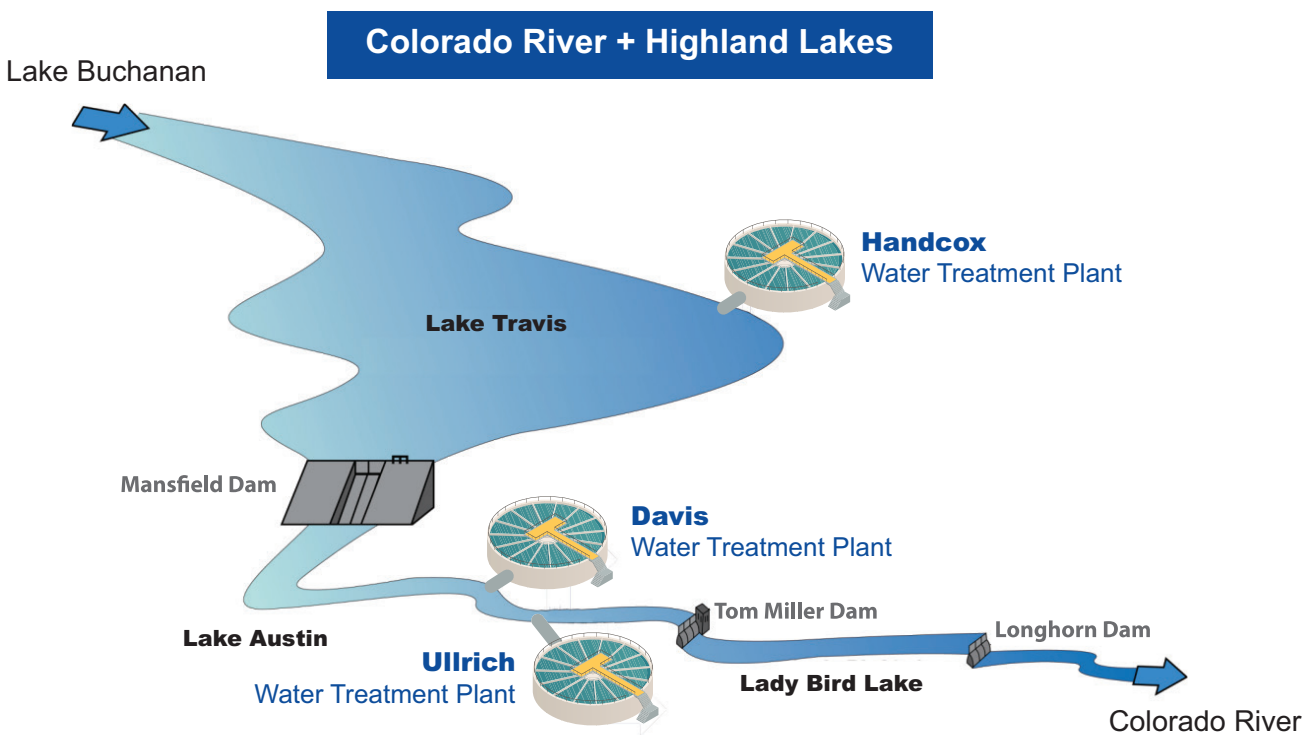 Colorado River + Highland Lakes
Lake Buchanan
Handcox
Water Treatment Plant
Lake Travis
Mansfield Dam
Davis
Water Treatment Plant
Tom Miller Dam
Longhorn Dam
Lake Austin
Ullrich
Water Treatment Plant
Lady Bird Lake
Colorado River